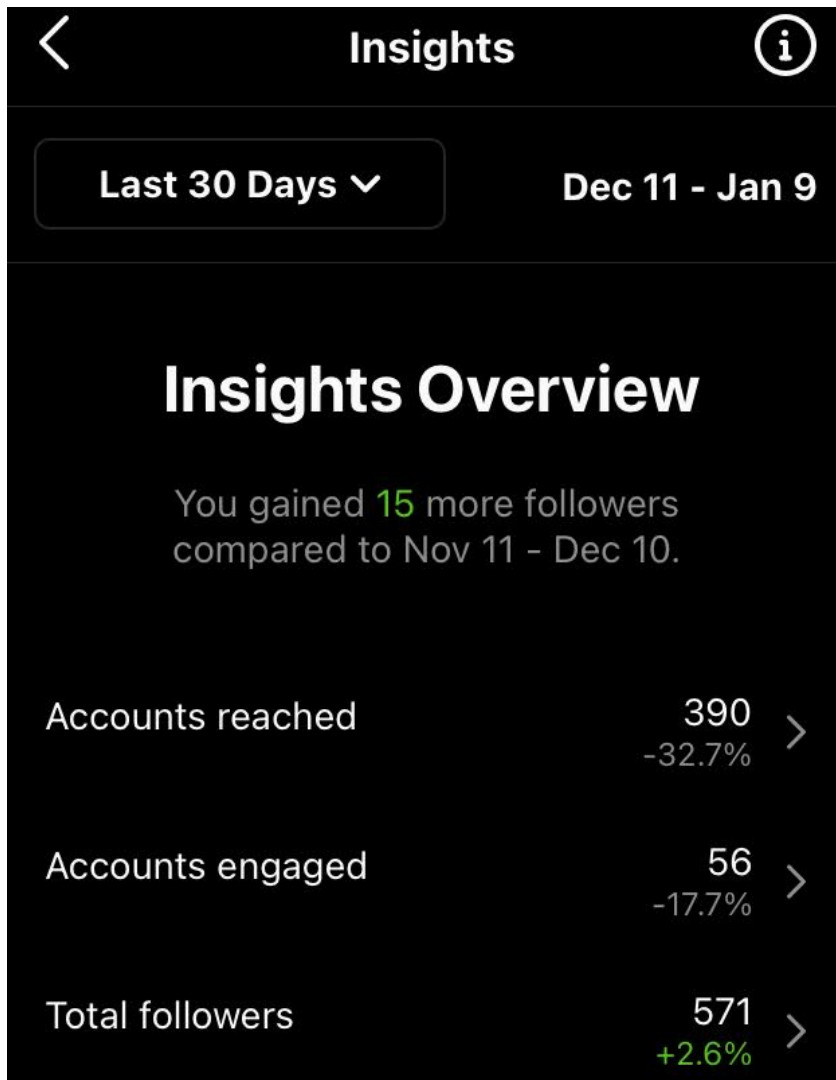 Insights
Last 30 Days
Dec 11 - Jan 9
Insights Overview
You gained 15 more followers
compared to Nov 11 - Dec 10.
Accounts reached
390
-32.7%
Accounts engaged
56
-17.7%
Total followers
571
+2.6%